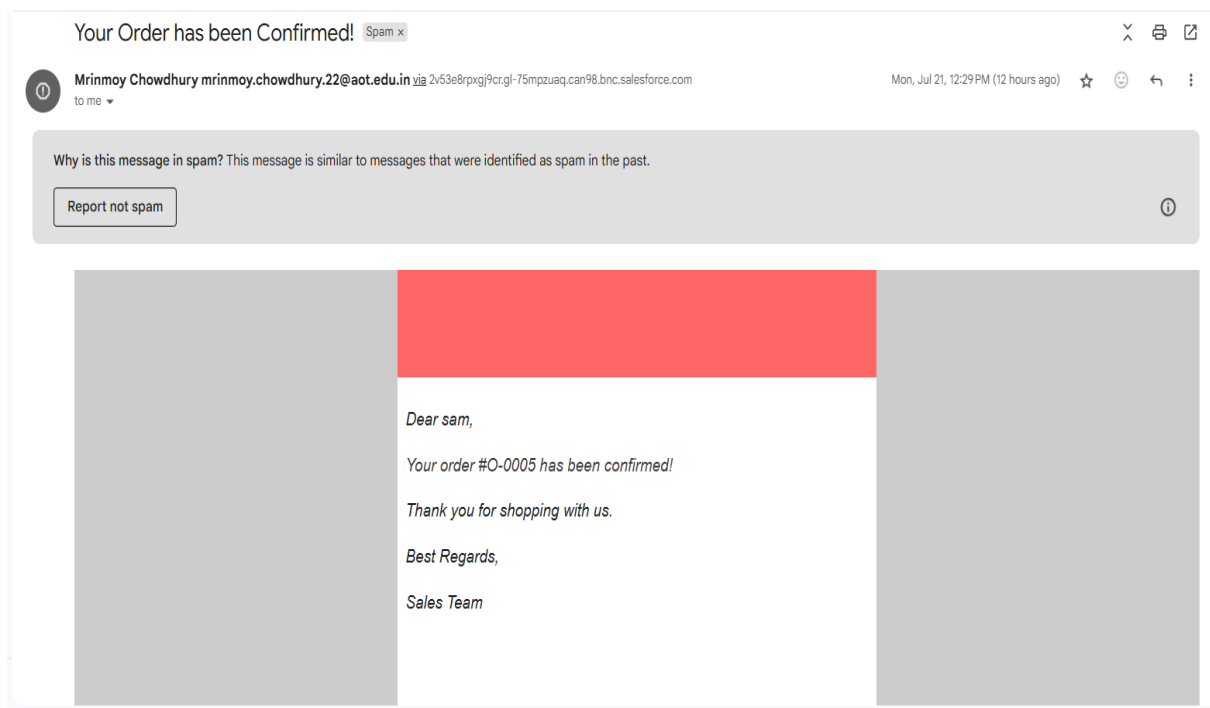 Your Order has been Confirmed! Spam x
Mrinmoy Chowdhury mrinmoy.chowdhury.22@aot.edu.in via 2v53e8rpxgj9cr.gl-75mpzuaq.can98.bnc.salesforce.com Mon, Jul 21, 12:29 PM (12 hours ago)
to me
Why is this message in spam? This message is similar to messages that were identified as spam in the past.
Report not spam
Dear sam,
Your order #O-0005 has been confirmed!
Thank you for shopping with us.
Best Regards,
Sales Team